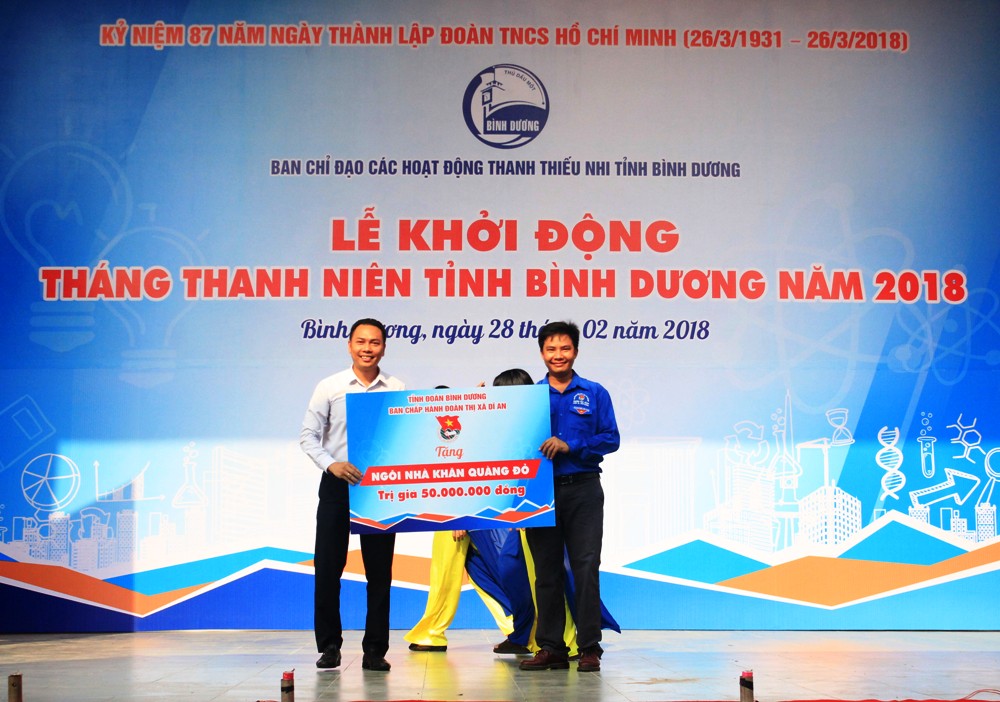 KỶ NIỆM 87 NĂM NGÀY THÀNH LẬP ĐOÀN TNCS HỒ CHÍ MINH (26/3/1931 – 26/3/2018)
THỦ DẦU MỘT
BÌNH DƯƠNG
BAN CHỈ ĐẠO CÁC HOẠT ĐỘNG THANH THIẾU NHI TỈNH BÌNH DƯƠNG
LỄ KHỞI ĐỘNG
THÁNG THANH NIÊN TỈNH BÌNH DƯƠNG NĂM 2018
Bình Dương, ngày 28 tháng 02 năm 2018
TỈNH ĐOÀN BÌNH DƯƠNG
BAN CHẤP HÀNH ĐOÀN THỊ XÃ DĨ AN
Tặng
NGÔI NHÀ KHĂN QUÀNG ĐỎ
Trị giá 50.000.000 đồng